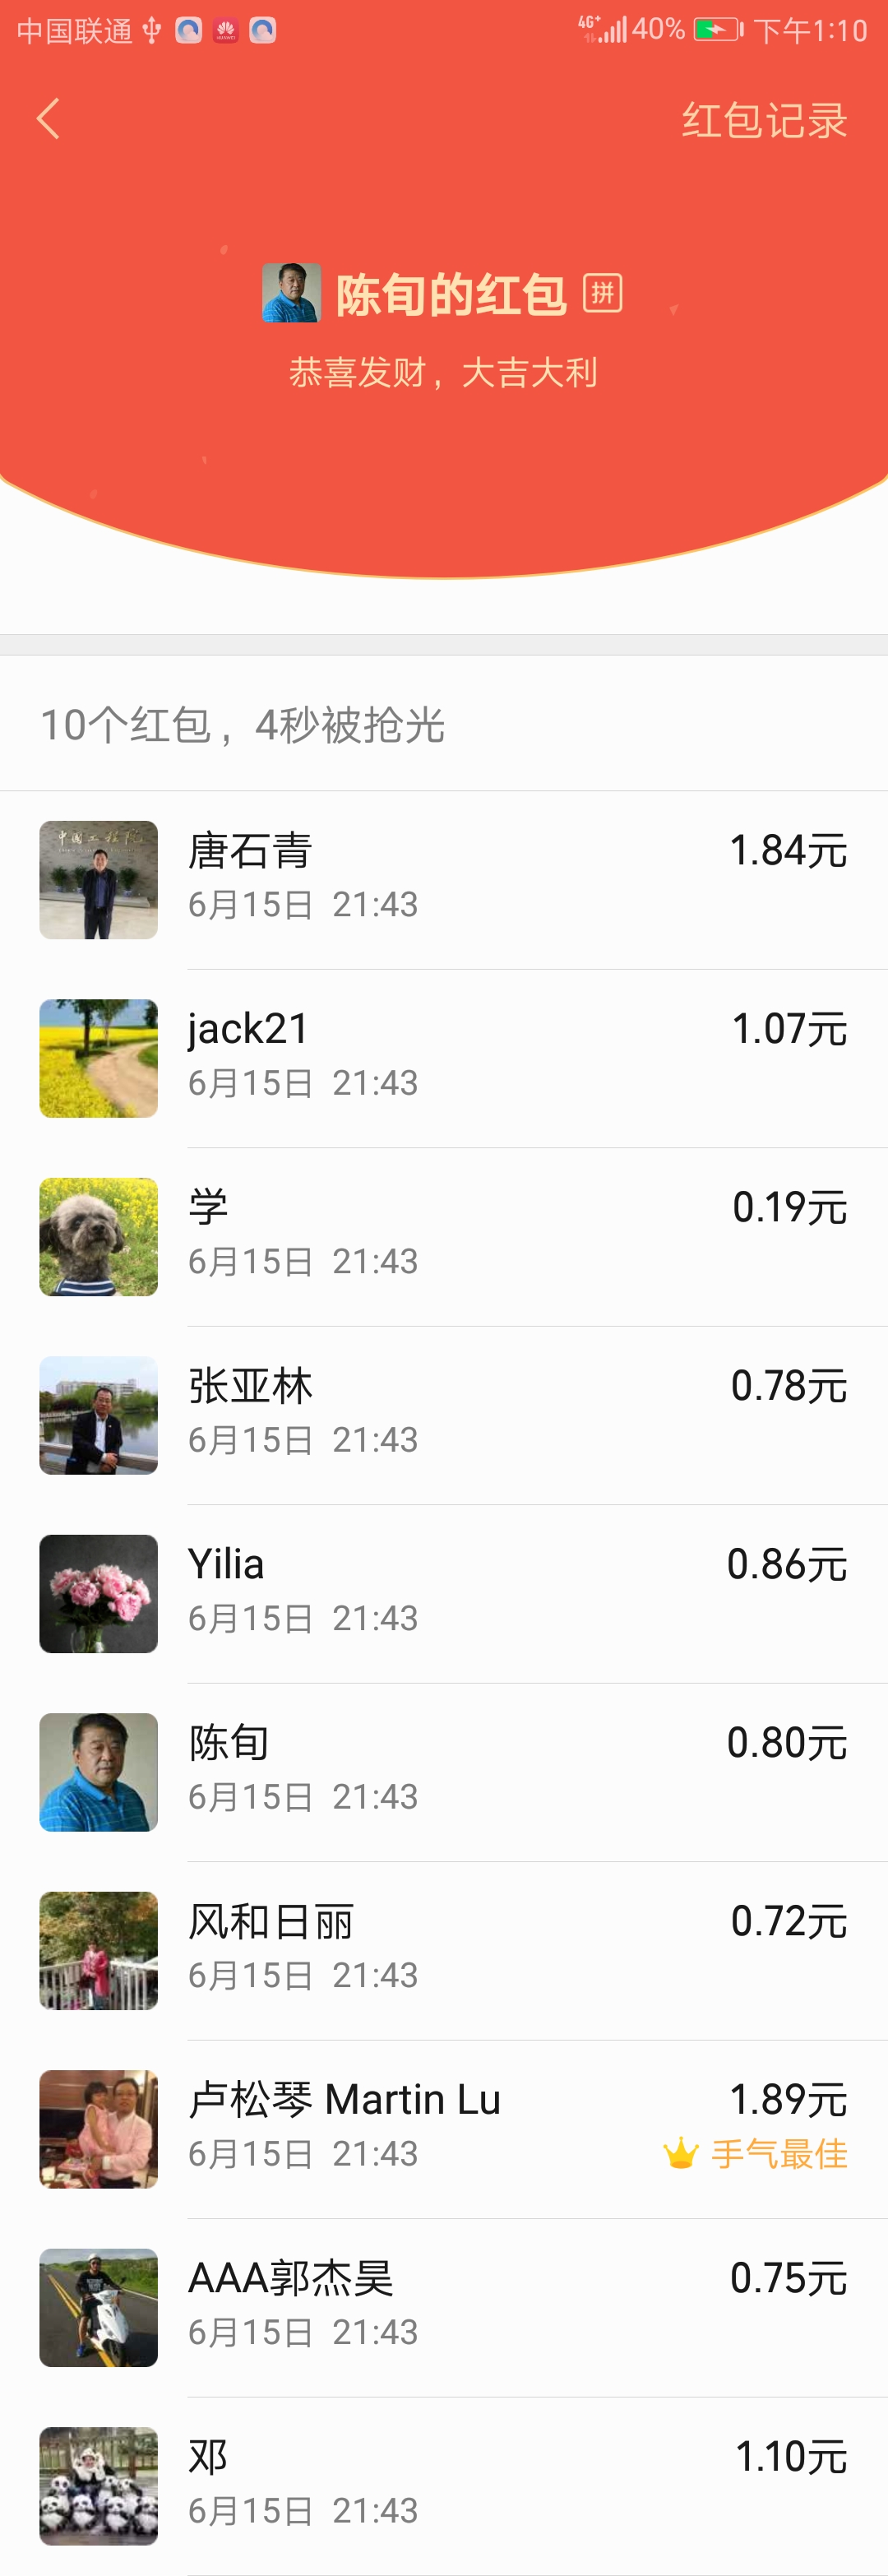 中国联通 4G+ 40% 下午1:10
红包记录
陈旬的红包 拼
恭喜发财，大吉大利
10个红包，4秒被抢光
中国工程院
唐石青 1.84元
6月15日 21:43
jack21 1.07元
6月15日 21:43
学 0.19元
6月15日 21:43
张亚林 0.78元
6月15日 21:43
Yilia 0.86元
6月15日 21:43
陈旬 0.80元
6月15日 21:43
风和日丽 0.72元
6月15日 21:43
卢松琴 Martin Lu 1.89元
6月15日 21:43 手气最佳
AAA郭杰昊 0.75元
6月15日 21:43
邓 1.10元
6月15日 21:43